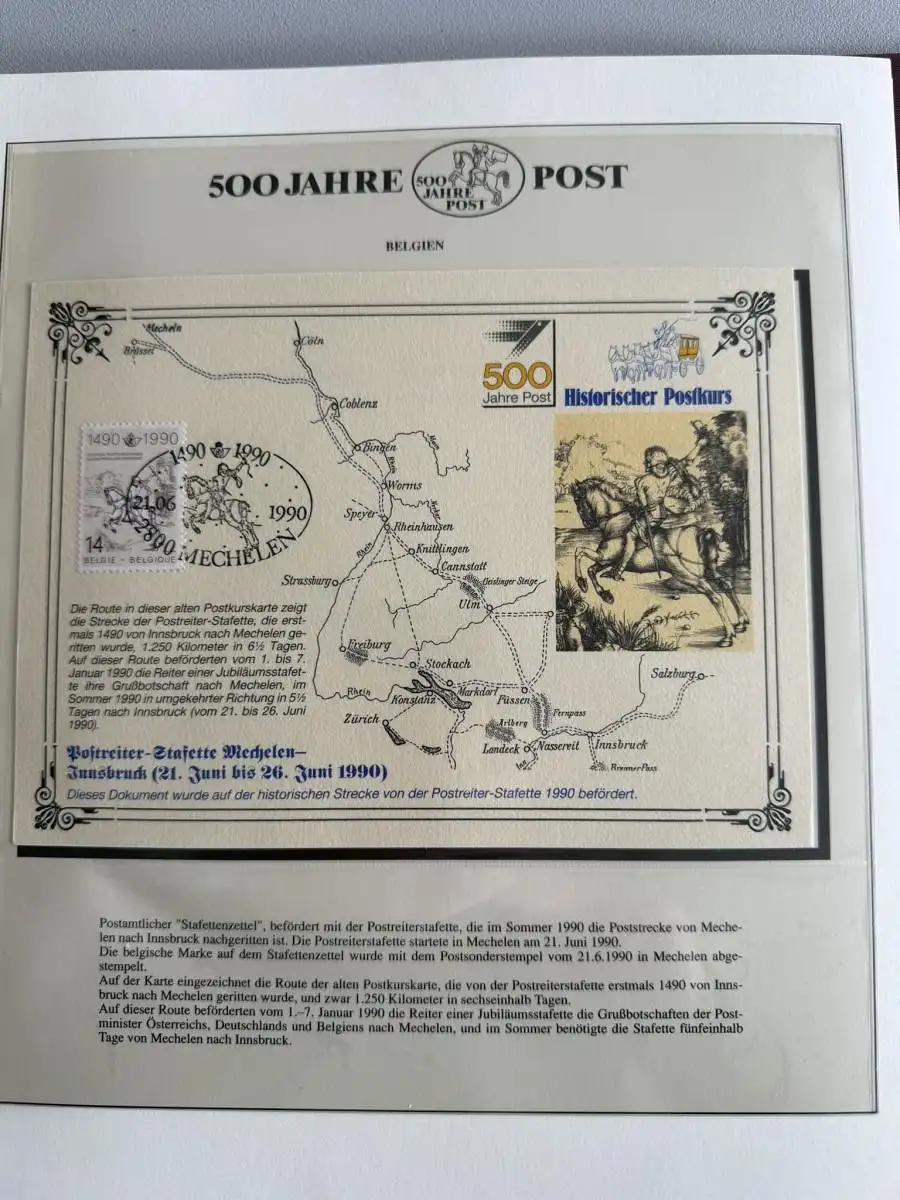 500 JAHRE
500
JAHRE
POST
POST
BELGIEN
Mecheln
Brüssel
Cöln
Coblenz
Bingen
Main
Rhein
Worms
Speyer
Rheinhausen
Neckar
Rhein
Knittlingen
Cannstatt
Strassburg
Geislinger Steige
Ulm
Freiburg
Stockach
Rhein
Konstanz
Markdorf
Füssen
Zürich
Fernpass
Arlberg
Landeck
Nassereit
Innsbruck
Inn
BrennerPass
Salzburg
500
Jahre Post
Historischer Postkurs
1490 1990
14
BELGIE - BELGIQUE
1490 1990
21.06
1990
2800
MECHELEN
Die Route in dieser alten Postkurskarte zeigt
die Strecke der Postreiter-Stafette, die erst-
mals 1490 von Innsbruck nach Mechelen ge-
ritten wurde, 1.250 Kilometer in 6½ Tagen.
Auf dieser Route beförderten vom 1. bis 7.
Januar 1990 die Reiter einer Jubiläumsstafet-
te ihre Grußbotschaft nach Mechelen, im
Sommer 1990 in umgekehrter Richtung in 5½
Tagen nach Innsbruck (vom 21. bis 26. Juni
1990).
Postreiter-Stafette Mechelen–
Innsbruck (21. Juni bis 26. Juni 1990)
Dieses Dokument wurde auf der historischen Strecke von der Postreiter-Stafette 1990 befördert.
Postamtlicher "Stafettenzettel", befördert mit der Postreiterstafette, die im Sommer 1990 die Poststrecke von Meche-
len nach Innsbruck nachgeritten ist. Die Postreiterstafette startete in Mechelen am 21. Juni 1990.
Die belgische Marke auf dem Stafettenzettel wurde mit dem Postsonderstempel vom 21.6.1990 in Mechelen abge-
stempelt.
Auf der Karte eingezeichnet die Route der alten Postkurskarte, die von der Postreiterstafette erstmals 1490 von Inns-
bruck nach Mechelen geritten wurde, und zwar 1.250 Kilometer in sechseinhalb Tagen.
Auf dieser Route beförderten vom 1.–7. Januar 1990 die Reiter einer Jubiläumsstafette die Grußbotschaften der Post-
minister Österreichs, Deutschlands und Belgiens nach Mechelen, und im Sommer benötigte die Stafette fünfeinhalb
Tage von Mechelen nach Innsbruck.